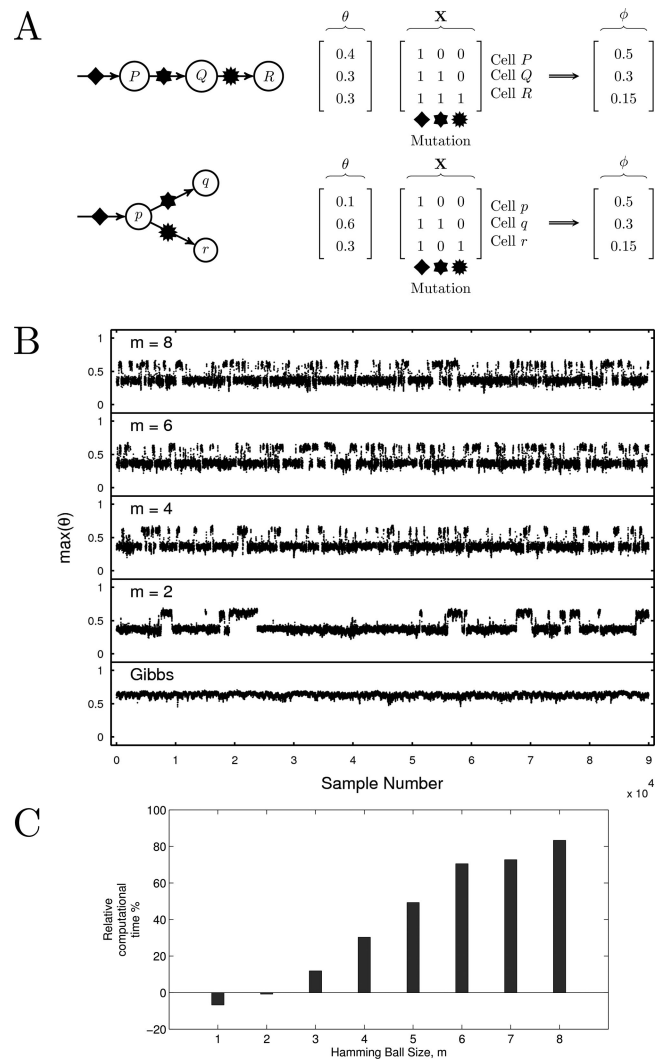 A
θ X ϕ
P Q R
0.4 1 0 0 Cell P 0.5
0.3 1 1 0 Cell Q ⟹ 0.3
0.3 1 1 1 Cell R 0.15
Mutation
θ X ϕ
p q r
0.1 1 0 0 Cell p 0.5
0.6 1 1 0 Cell q ⟹ 0.3
0.3 1 0 1 Cell r 0.15
Mutation
B
m = 8
1
0.5
0
m = 6
1
0.5
0
m = 4
1
0.5
0
m = 2
1
0.5
0
Gibbs
1
0.5
0
max(θ)
0 1 2 3 4 5 6 7 8 9
Sample Number
x 10 4
C
100
80
60
40
20
0
−20
Relative
computational
time %
1 2 3 4 5 6 7 8
Hamming Ball Size, m